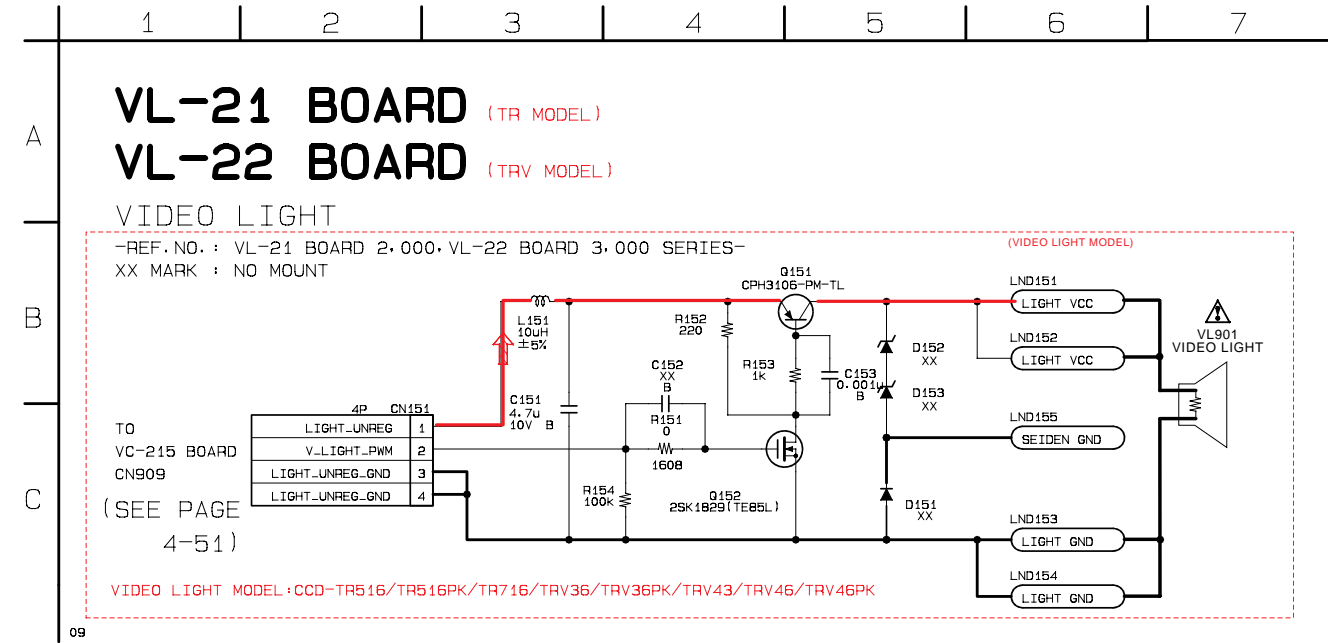 1 2 3 4 5 6 7
A
VL-21 BOARD (TR MODEL)
VL-22 BOARD (TRV MODEL)
VIDEO LIGHT
-REF.NO.: VL-21 BOARD 2,000, VL-22 BOARD 3,000 SERIES-
XX MARK : NO MOUNT
(VIDEO LIGHT MODEL)
B
Q151
CPH3106-PM-TL
L151
10uH
±5%
R152
220
R153
1k
C152
XX
B
C153
0.001u
B
D152
XX
D153
XX
LND151
LIGHT VCC
LND152
LIGHT VCC
VL901
VIDEO LIGHT
C151
4.7u
10V B
R151
0
1608
4P CN151
TO
VC-215 BOARD
CN909
(SEE PAGE
4-51)
LIGHT_UNREG 1
V_LIGHT_PWM 2
LIGHT_UNREG_GND 3
LIGHT_UNREG_GND 4
LND155
SEIDEN GND
C
R154
100k
Q152
2SK1829(TE85L)
D151
XX
LND153
LIGHT GND
LND154
LIGHT GND
VIDEO LIGHT MODEL:CCD-TR516/TR516PK/TR716/TRV36/TRV36PK/TRV43/TRV46/TRV46PK
09